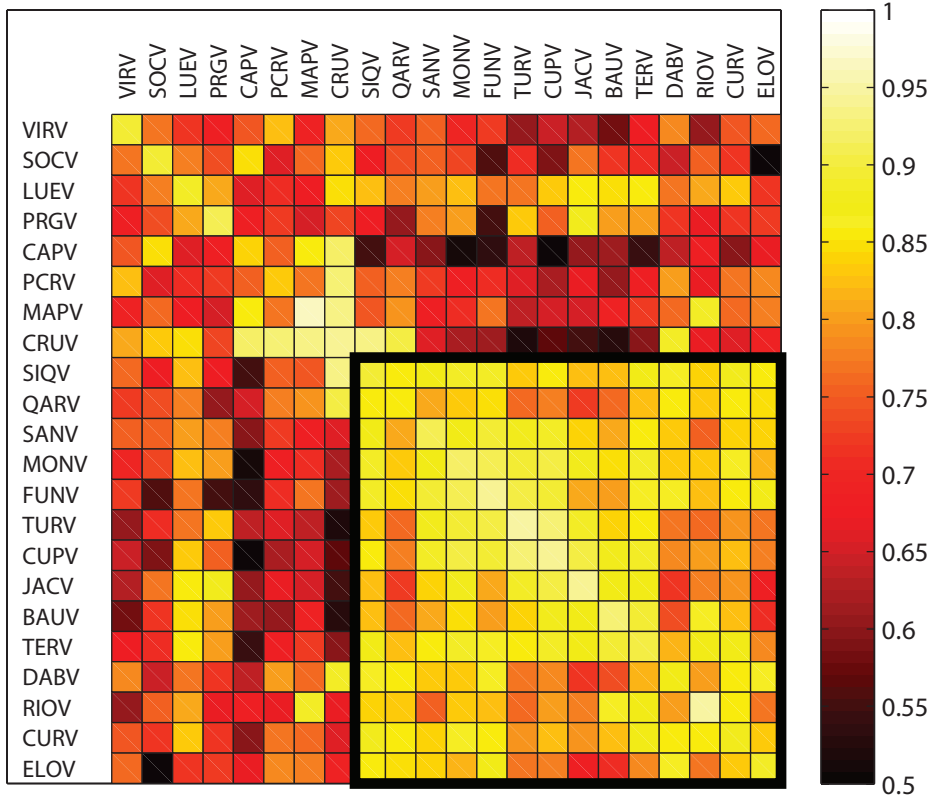 VIRV SOCV LUEV PRGV CAPV PCRV MAPV CRUV SIQV QARV SANV MONV FUNV TURV CUPV JACV BAUV TERV DABV RIOV CURV ELOV
VIRV
SOCV
LUEV
PRGV
CAPV
PCRV
MAPV
CRUV
SIQV
QARV
SANV
MONV
FUNV
TURV
CUPV
JACV
BAUV
TERV
DABV
RIOV
CURV
ELOV
1
0.95
0.9
0.85
0.8
0.75
0.7
0.65
0.6
0.55
0.5